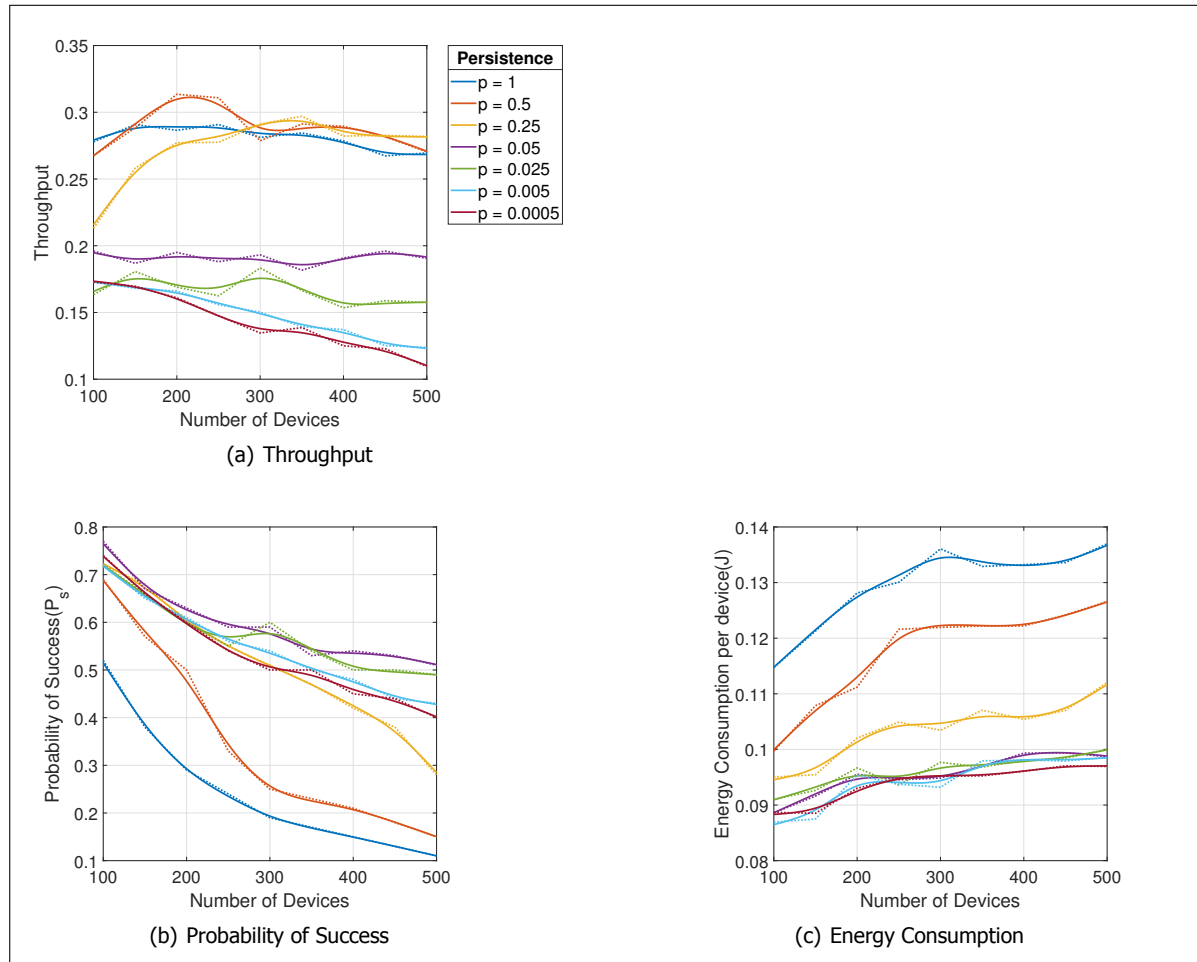 0.35
0.3
0.25
0.2
0.15
0.1
100 200 300 400 500
Throughput
Number of Devices
Persistence
p = 1
p = 0.5
p = 0.25
p = 0.05
p = 0.025
p = 0.005
p = 0.0005
(a) Throughput
0.8
0.7
0.6
0.5
0.4
0.3
0.2
0.1
100 200 300 400 500
Probability of Success(P_s)
Number of Devices
(b) Probability of Success
0.14
0.13
0.12
0.11
0.1
0.09
0.08
100 200 300 400 500
Energy Consumption per device(J)
Number of Devices
(c) Energy Consumption